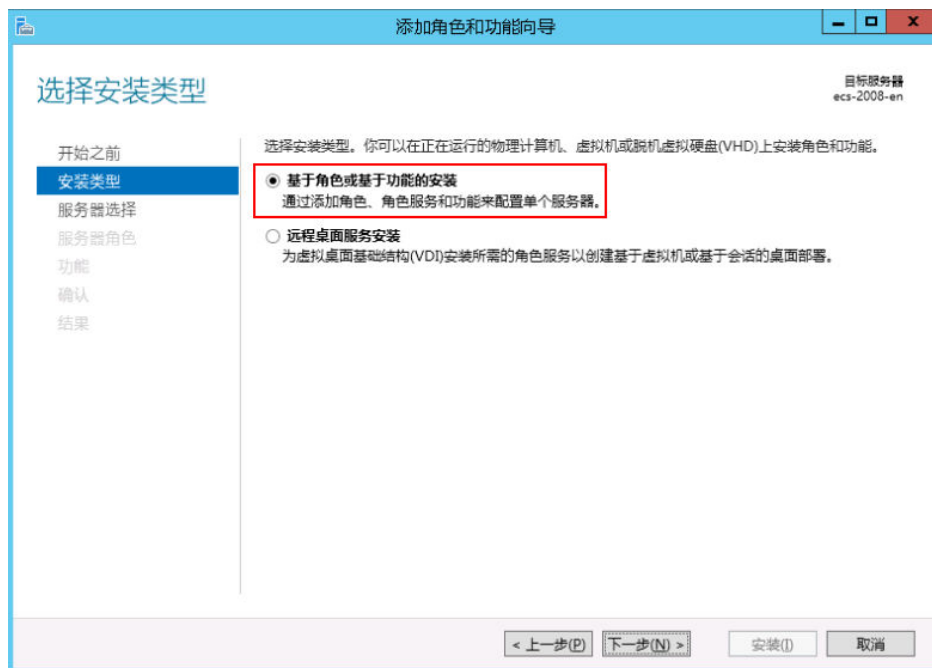 添加角色和功能向导
选择安装类型
目标服务器
ecs-2008-en
开始之前
安装类型
服务器选择
服务器角色
功能
确认
结果
选择安装类型。你可以在正在运行的物理计算机、虚拟机或脱机虚拟硬盘(VHD)上安装角色和功能。
基于角色或基于功能的安装
通过添加角色、角色服务和功能来配置单个服务器。
远程桌面服务安装
为虚拟桌面基础结构(VDI)安装所需的角色服务以创建基于虚拟机或基于会话的桌面部署。
< 上一步(P)
下一步(N) >
安装(I)
取消